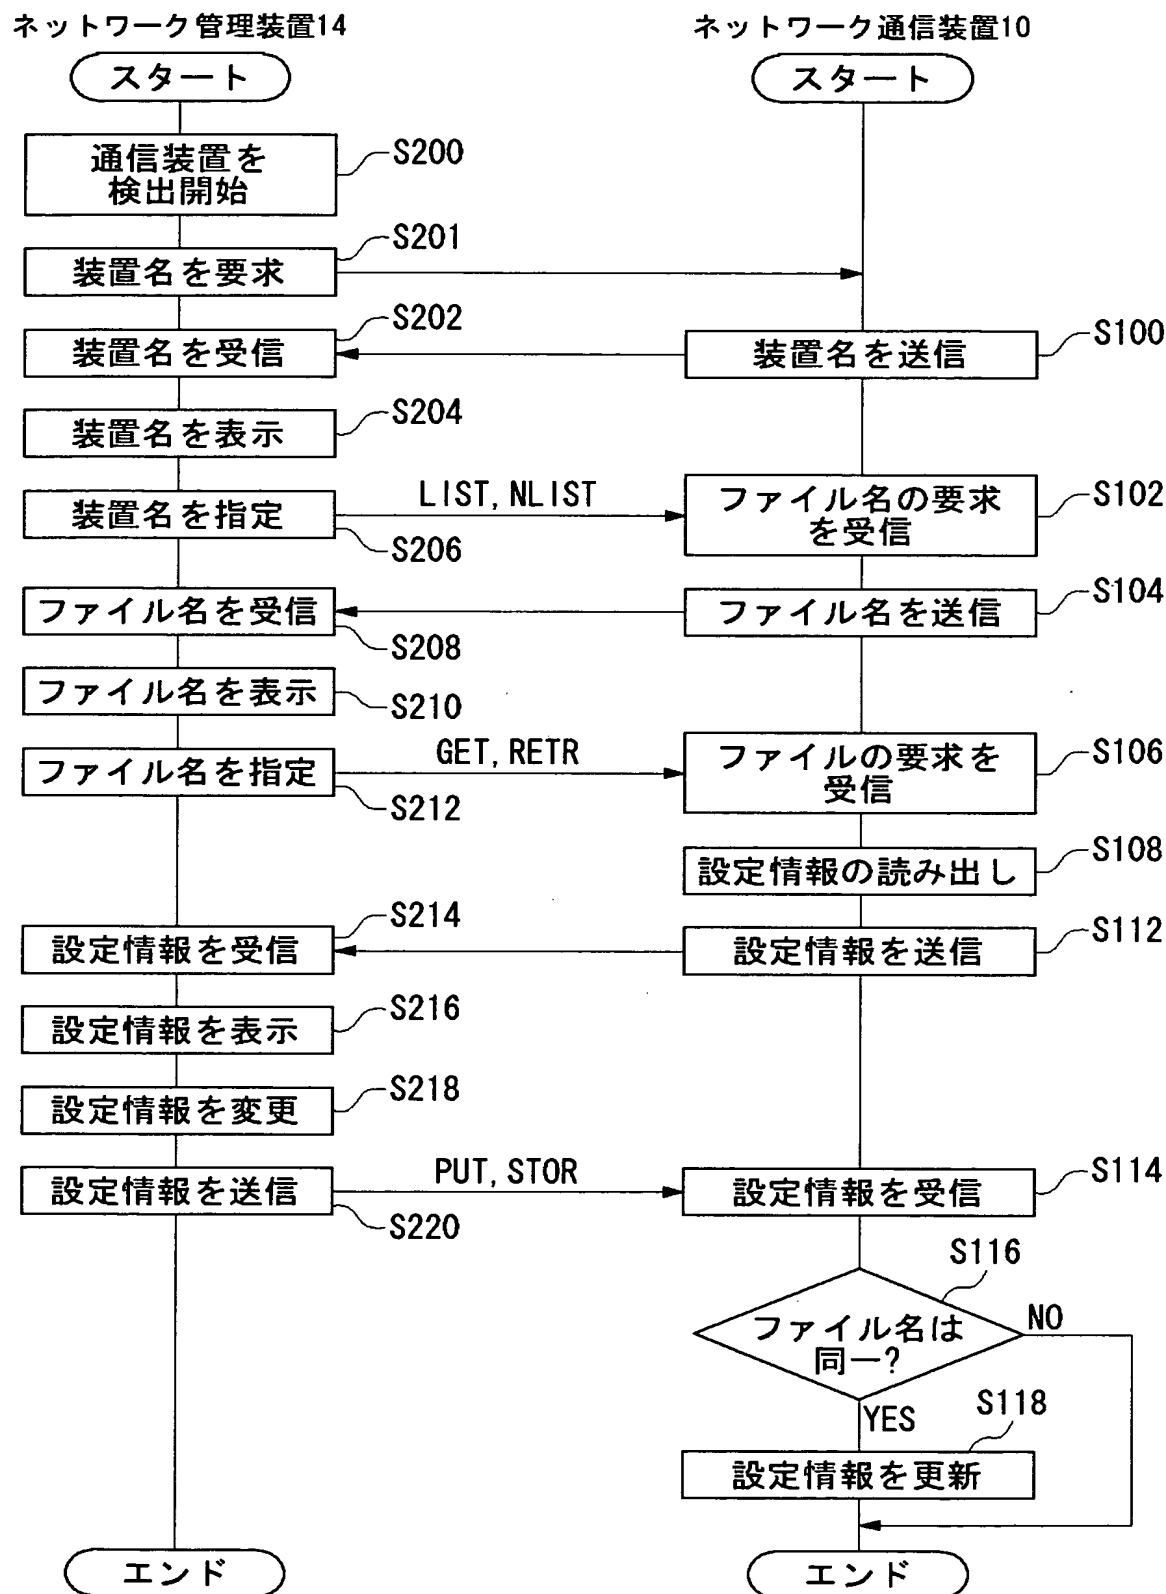 ネットワーク管理装置14
ネットワーク通信装置10
スタート
スタート
通信装置を
検出開始
S200
装置名を要求
S201
装置名を受信
S202
装置名を送信
S100
装置名を表示
S204
装置名を指定
S206
LIST, NLIST
ファイル名の要求
を受信
S102
ファイル名を受信
S208
ファイル名を送信
S104
ファイル名を表示
S210
ファイル名を指定
S212
GET, RETR
ファイルの要求を
受信
S106
設定情報の読み出し
S108
設定情報を受信
S214
設定情報を送信
S112
設定情報を表示
S216
設定情報を変更
S218
設定情報を送信
S220
PUT, STOR
設定情報を受信
S114
S116
ファイル名は
同一?
NO
YES
S118
設定情報を更新
エンド
エンド